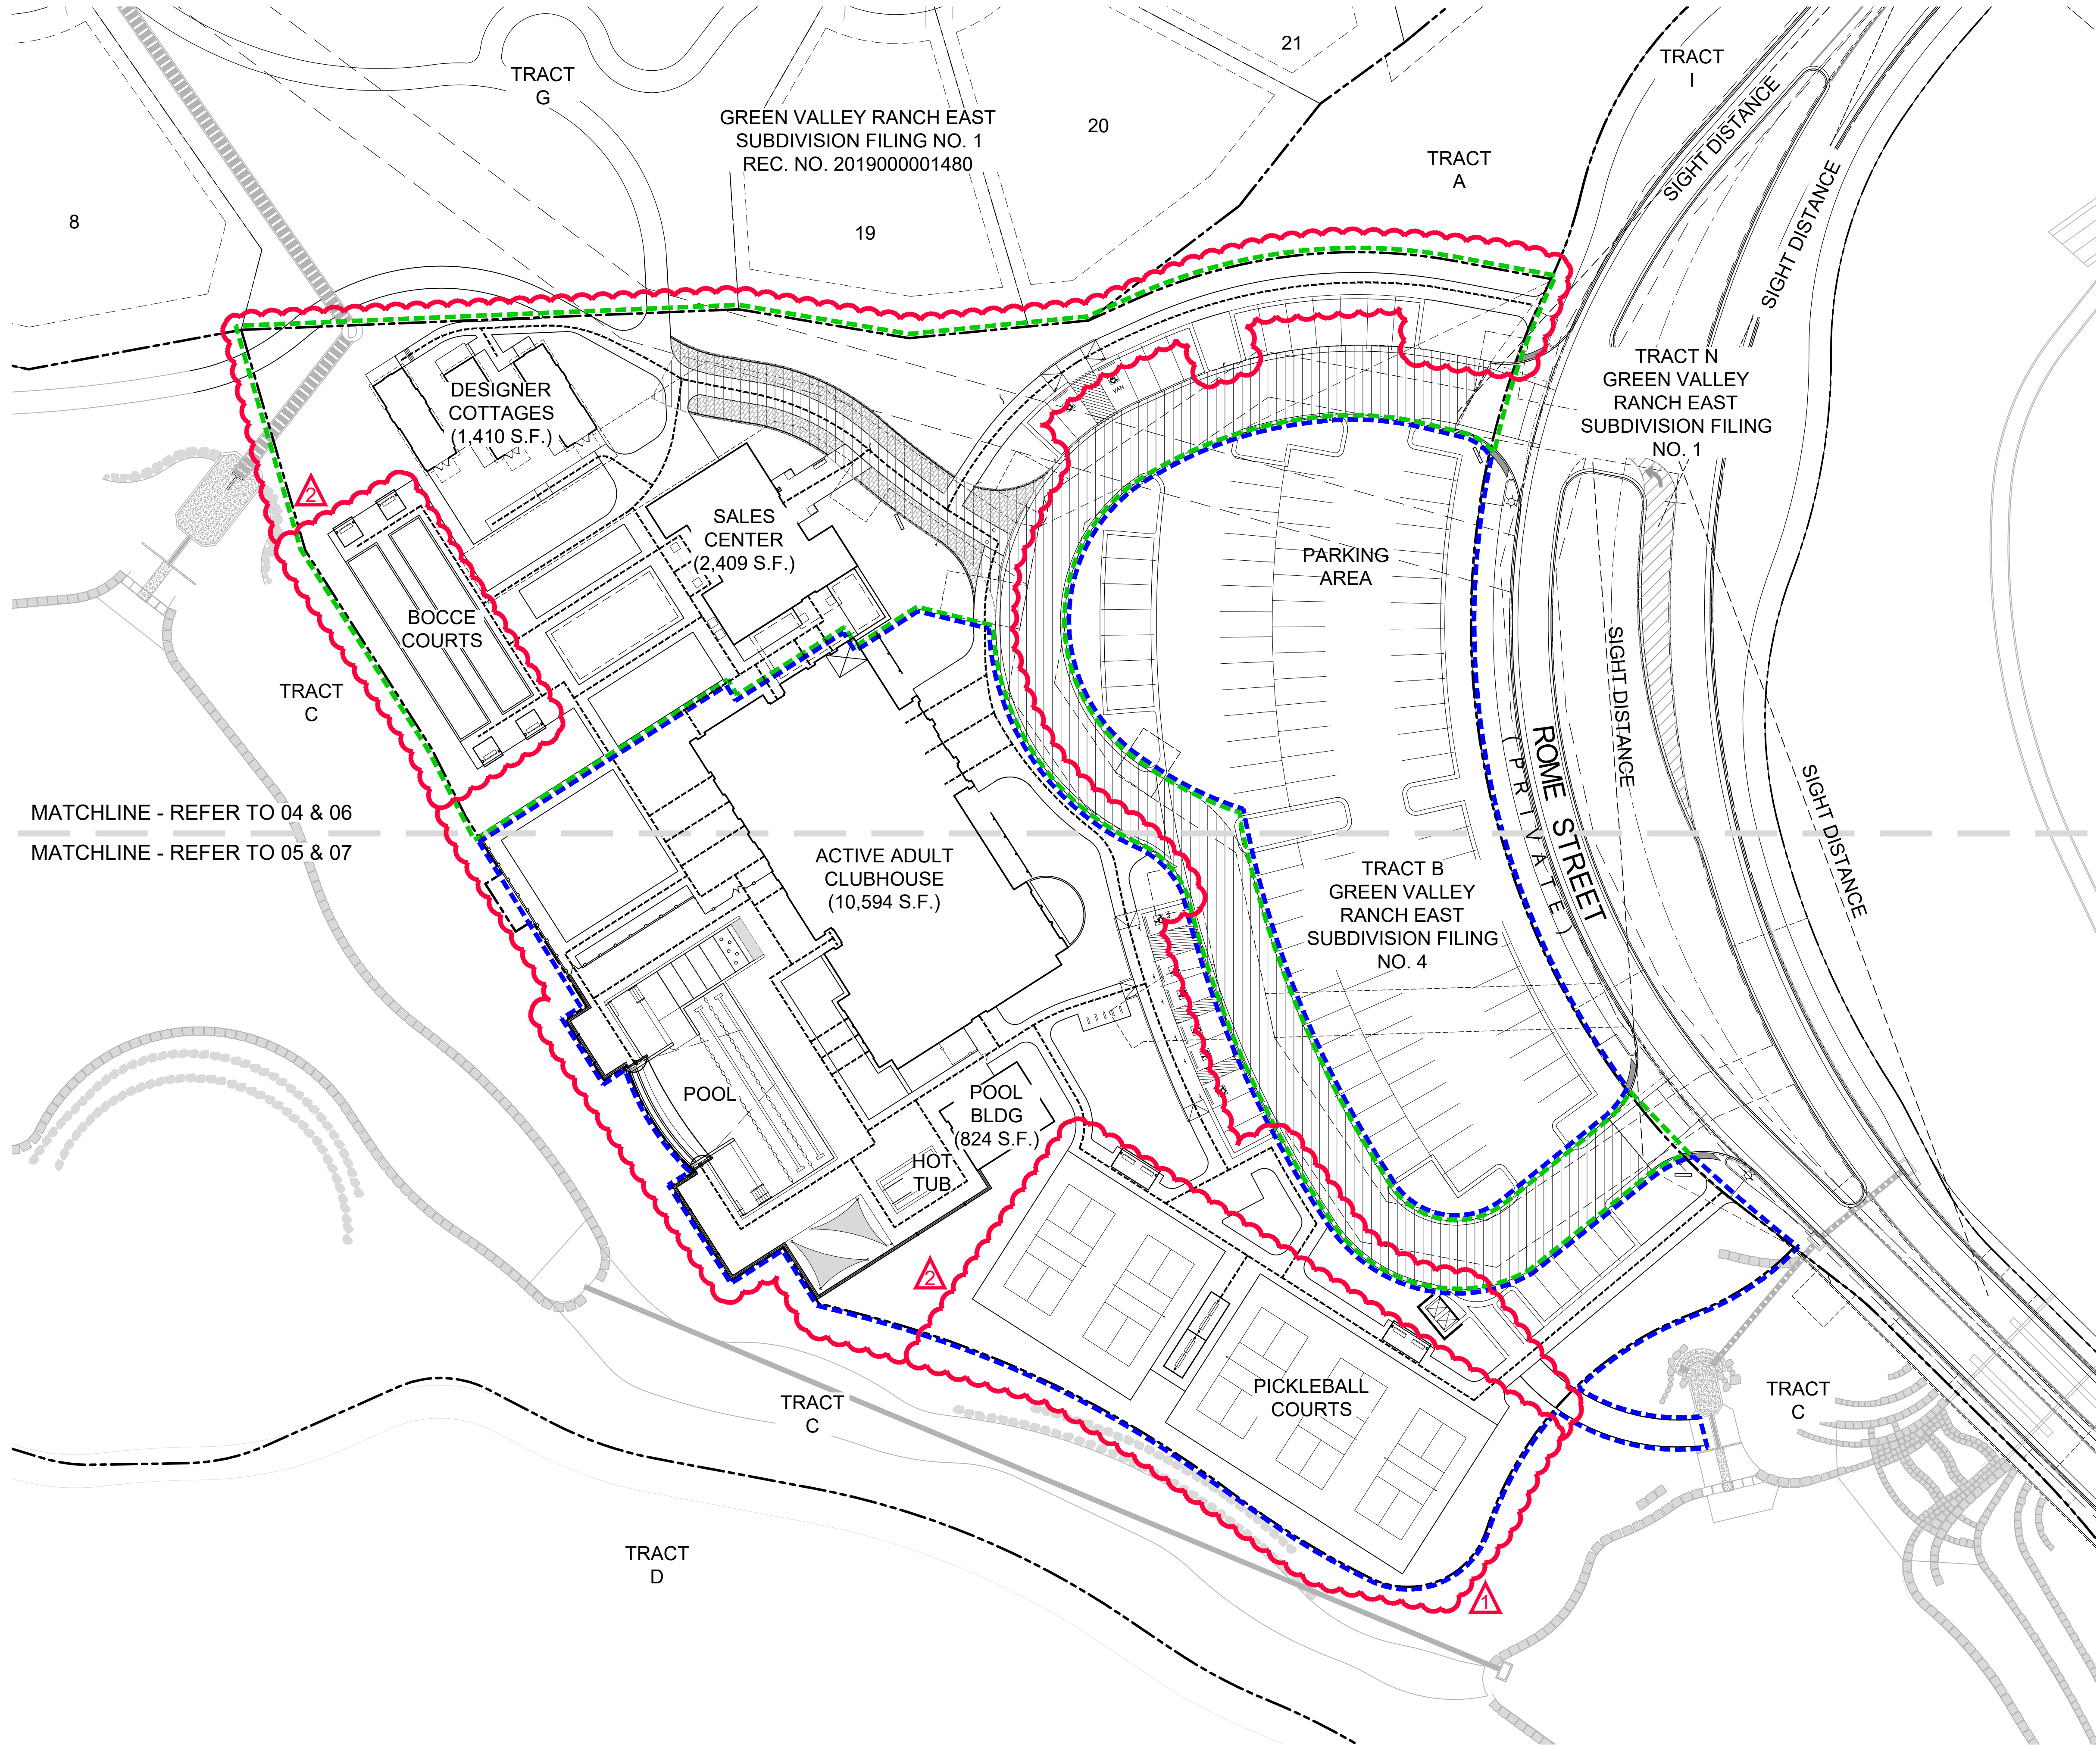 21
TRACT
I
TRACT
G
GREEN VALLEY RANCH EAST
SUBDIVISION FILING NO. 1
REC. NO. 2019000001480
20
TRACT
A
SIGHT DISTANCE
SIGHT DISTANCE
8
19
TRACT N
GREEN VALLEY
RANCH EAST
SUBDIVISION FILING
NO. 1
DESIGNER
COTTAGES
(1,410 S.F.)
VAN
2
SALES
CENTER
(2,409 S.F.)
PARKING
AREA
BOCCE
COURTS
TRACT
C
SIGHT DISTANCE
ROME STREET
(PRIVATE)
SIGHT DISTANCE
MATCHLINE - REFER TO 04 & 06
MATCHLINE - REFER TO 05 & 07
ACTIVE ADULT
CLUBHOUSE
(10,594 S.F.)
TRACT B
GREEN VALLEY
RANCH EAST
SUBDIVISION FILING
NO. 4
POOL
POOL
BLDG
(824 S.F.)
HOT
TUB
2
PICKLEBALL
COURTS
TRACT
C
TRACT
C
TRACT
D
1